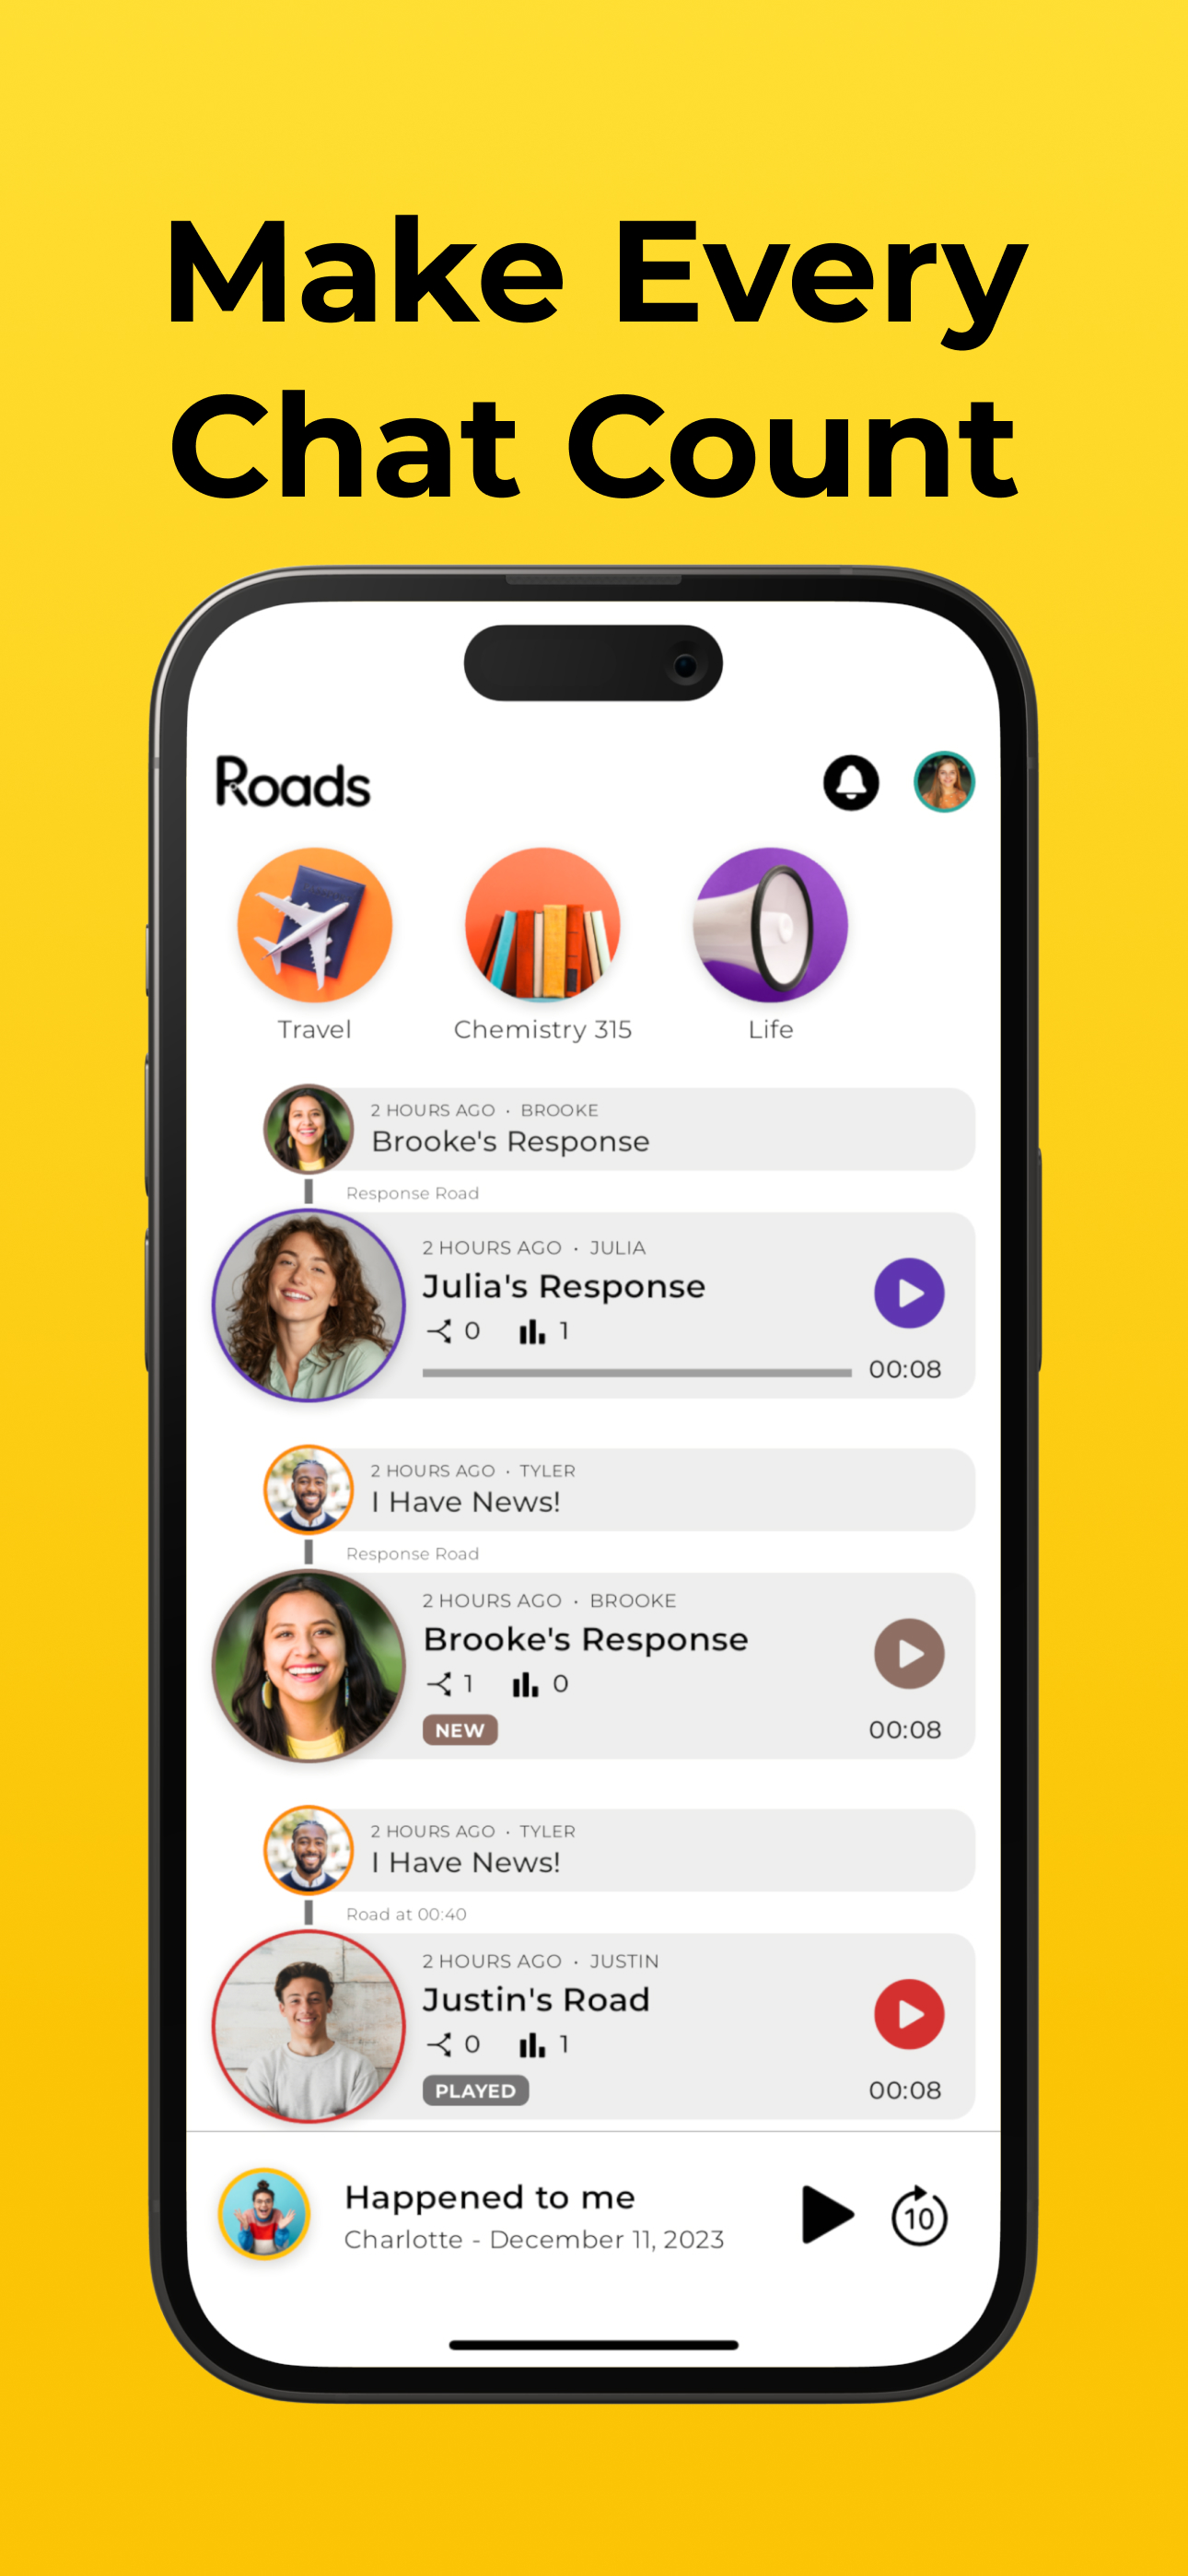 Make Every
Chat Count
Roads
Travel
Chemistry 315
Life
2 HOURS AGO • BROOKE
Brooke's Response
Response Road
2 HOURS AGO • JULIA
Julia's Response
0 1
00:08
2 HOURS AGO • TYLER
I Have News!
Response Road
2 HOURS AGO • BROOKE
Brooke's Response
1 0
NEW
00:08
2 HOURS AGO • TYLER
I Have News!
Road at 00:40
2 HOURS AGO • JUSTIN
Justin's Road
0 1
PLAYED
00:08
Happened to me
Charlotte - December 11, 2023
10